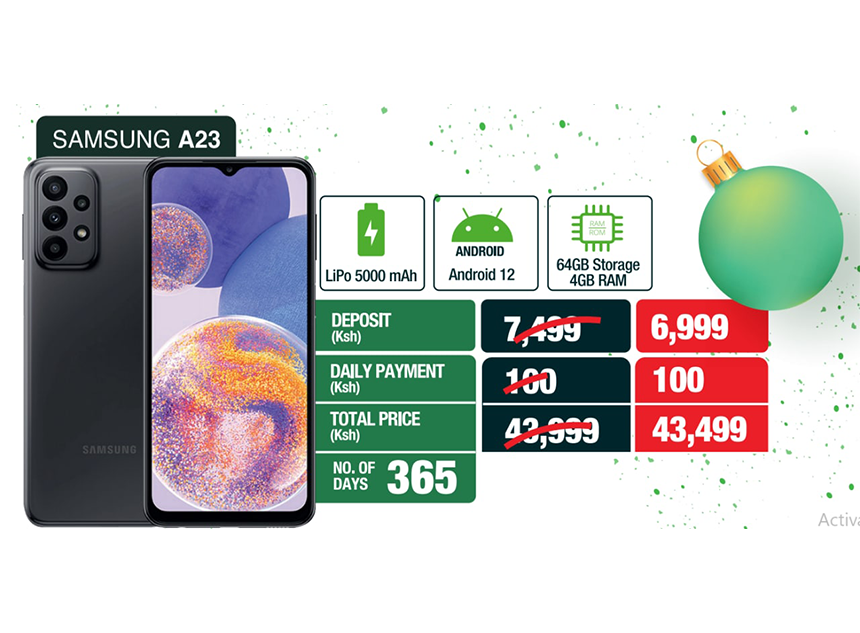 SAMSUNG A23
SAMSUNG
LiPo 5000 mAh
ANDROID
Android 12
RAM
ROM
64GB Storage
4GB RAM
DEPOSIT
(Ksh)
7,499
6,999
DAILY PAYMENT
(Ksh)
100
100
TOTAL PRICE
(Ksh)
43,999
43,499
NO. OF
DAYS
365
Activa